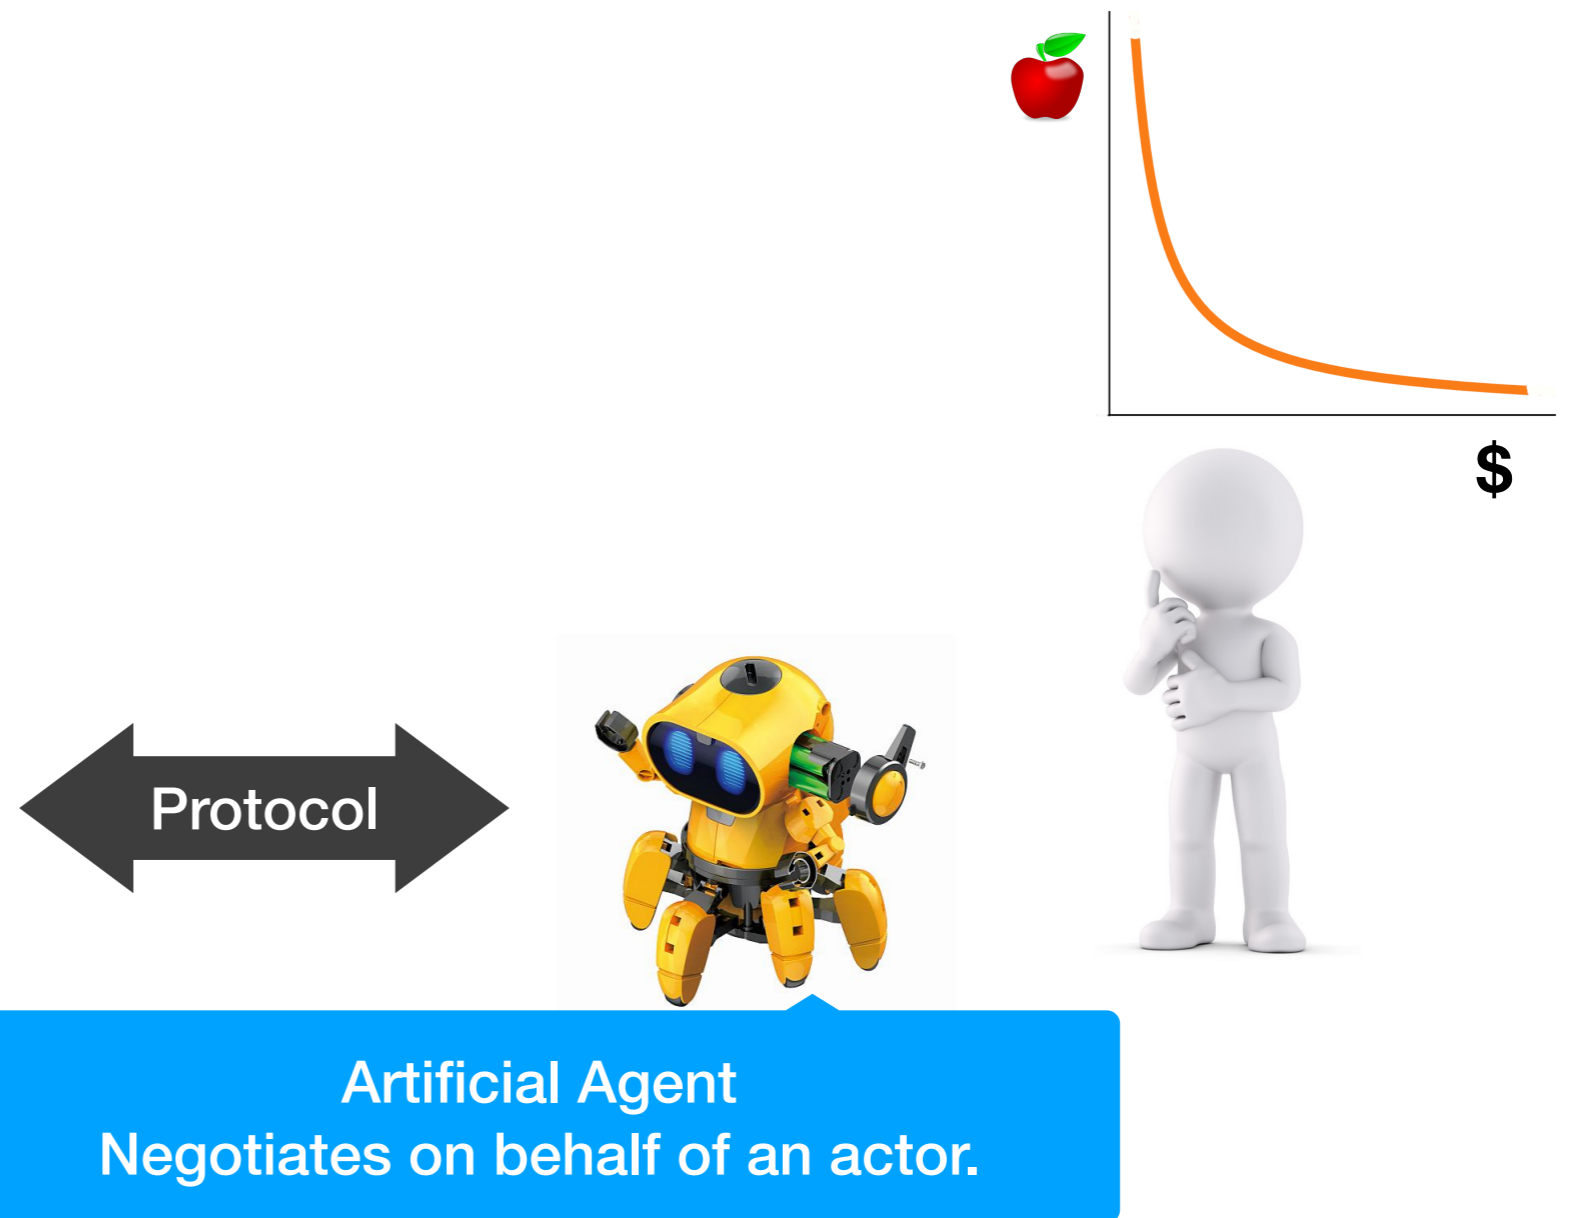 $
Protocol
Artificial Agent
Negotiates on behalf of an actor.